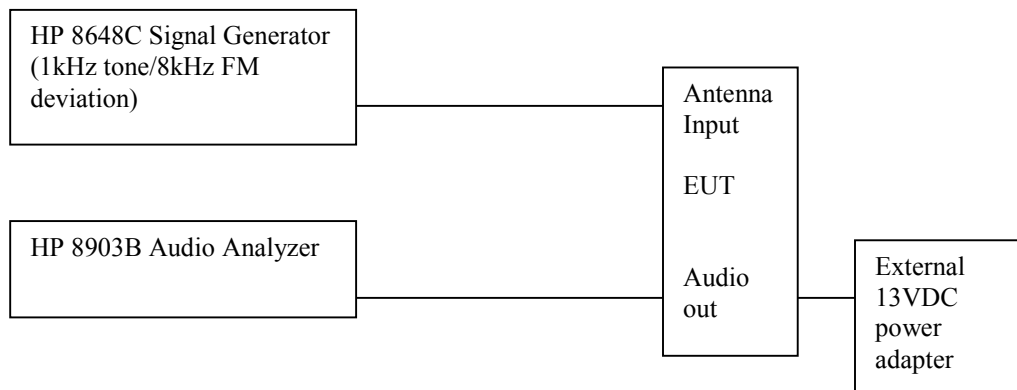 HP 8648C Signal Generator
(1kHz tone/8kHz FM
deviation)
Antenna
Input
EUT
HP 8903B Audio Analyzer
Audio
out
External
13VDC
power
adapter